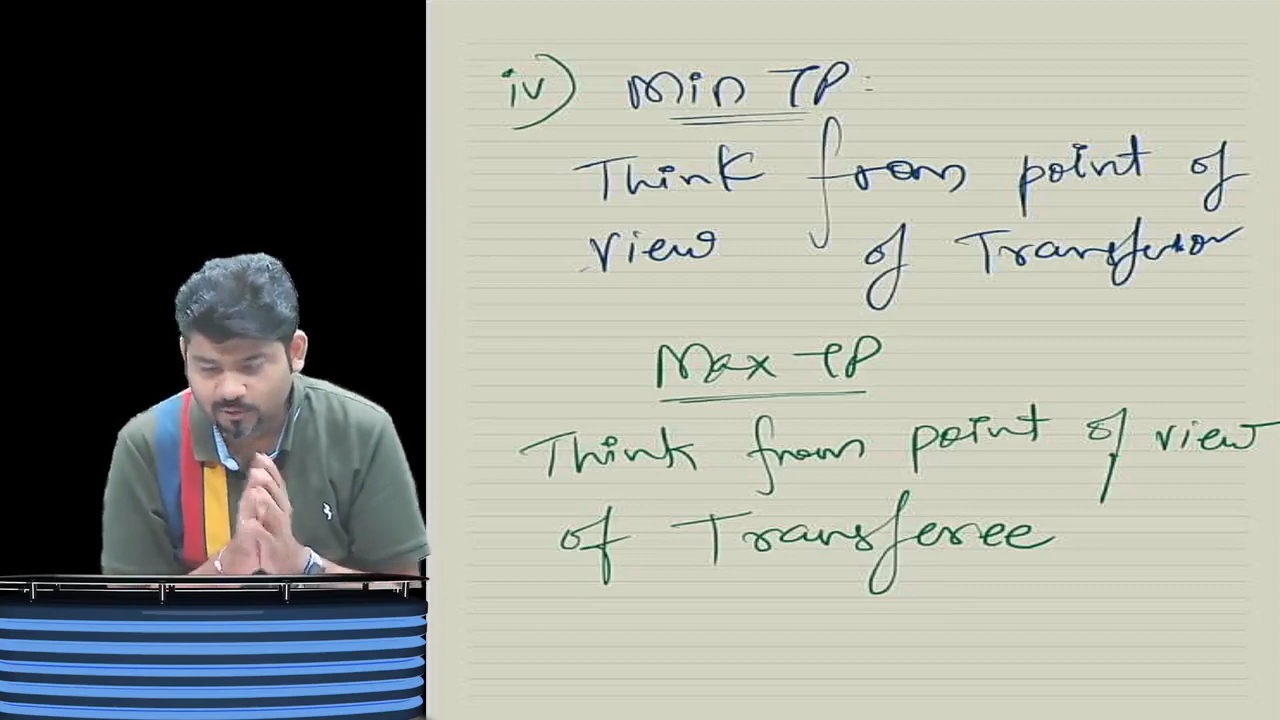 iv) Min TP:
Think from point of
view of Transferor
Max TP
Think from point of view
of Transferee